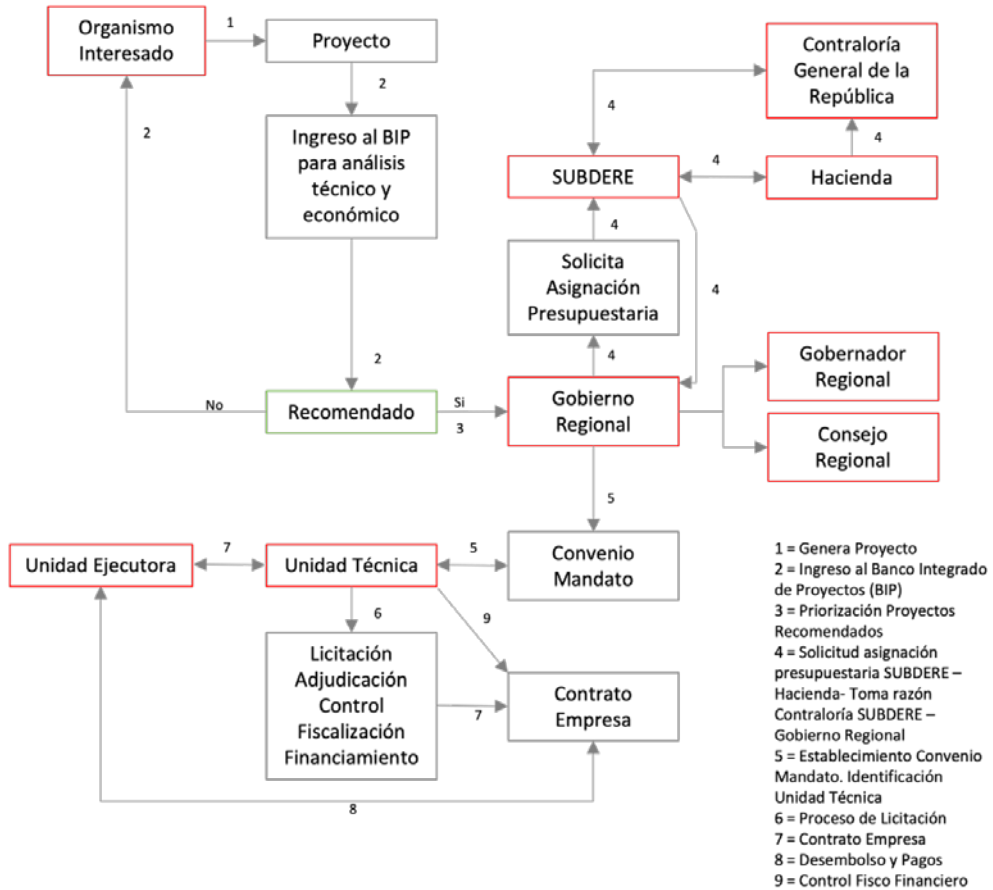 Organismo
Interesado
1
Proyecto
2
2
Ingreso al BIP
para análisis
técnico y
económico
2
No
Recomendado
Si
3
Contraloría
General de la
República
4
4
SUBDERE
4
Hacienda
4
Solicita
Asignación
Presupuestaria
4
4
Gobierno
Regional
Gobernador
Regional
Consejo
Regional
5
Unidad Ejecutora
7
Unidad Técnica
5
Convenio
Mandato
6
9
Licitación
Adjudicación
Control
Fiscalización
Financiamiento
7
Contrato
Empresa
8
1 = Genera Proyecto
2 = Ingreso al Banco Integrado
de Proyectos (BIP)
3 = Priorización Proyectos
Recomendados
4 = Solicitud asignación
presupuestaria SUBDERE –
Hacienda- Toma razón
Contraloría SUBDERE –
Gobierno Regional
5 = Establecimiento Convenio
Mandato. Identificación
Unidad Técnica
6 = Proceso de Licitación
7 = Contrato Empresa
8 = Desembolso y Pagos
9 = Control Fisco Financiero